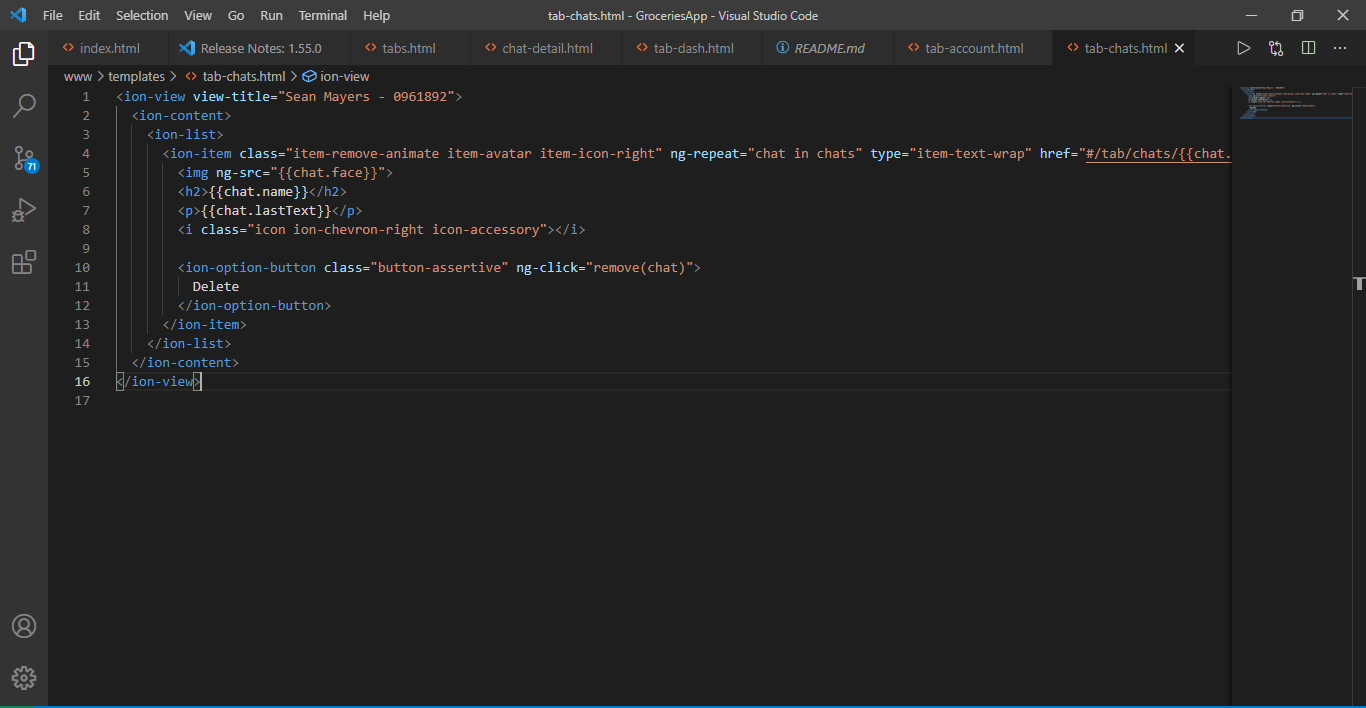 File Edit Selection View Go Run Terminal Help tab-chats.html - GroceriesApp - Visual Studio Code
index.html Release Notes: 1.55.0 tabs.html chat-detail.html tab-dash.html README.md tab-account.html tab-chats.html
www > templates > tab-chats.html > ion-view
71
1 <ion-view view-title="Sean Mayers - 0961892">
2 <ion-content>
3 <ion-list>
4 <ion-item class="item-remove-animate item-avatar item-icon-right" ng-repeat="chat in chats" type="item-text-wrap" href="#/tab/chats/{{chat.
5 <img ng-src="{{chat.face}}">
6 <h2>{{chat.name}}</h2>
7 <p>{{chat.lastText}}</p>
8 <i class="icon ion-chevron-right icon-accessory"></i>
9
10 <ion-option-button class="button-assertive" ng-click="remove(chat)">
11 Delete
12 </ion-option-button>
13 </ion-item>
14 </ion-list>
15 </ion-content>
16 </ion-view>
17